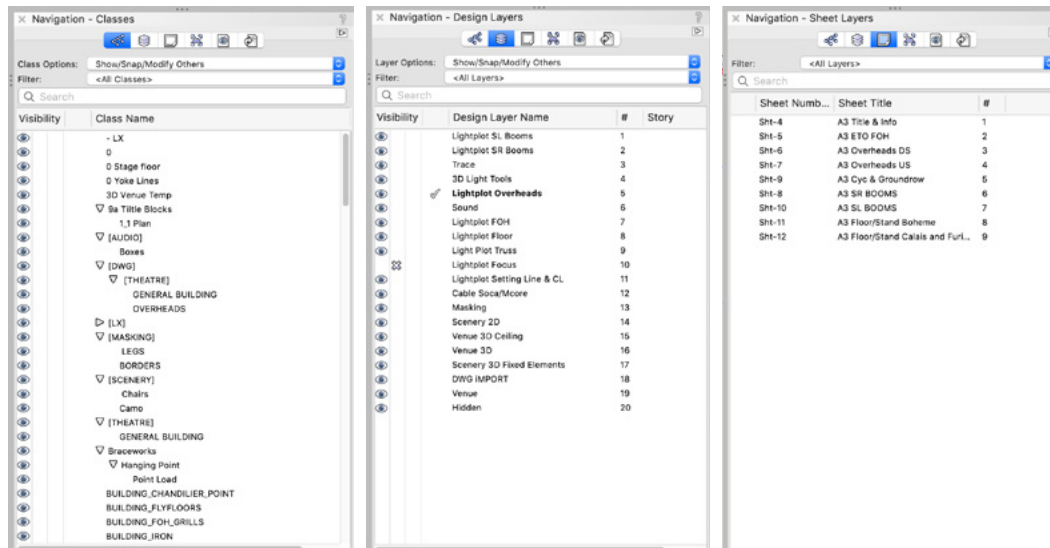 Navigation - Classes
Class Options: Show/Snap/Modify Others
Filter: <All Classes>
Search
Visibility Class Name
- LX
0
0 Stage floor
0 Yoke Lines
3D Venue Temp
9a Tiltle Blocks
1,1 Plan
[AUDIO]
Boxes
[DWG]
[THEATRE]
GENERAL BUILDING
OVERHEADS
[LX]
[MASKING]
LEGS
BORDERS
[SCENERY]
Chairs
Camo
[THEATRE]
GENERAL BUILDING
Braceworks
Hanging Point
Point Load
BUILDING_CHANDILIER_POINT
BUILDING_FLYFLOORS
BUILDING_FOH_GRILLS
BUILDING_IRON
Navigation - Design Layers
Layer Options: Show/Snap/Modify Others
Filter: <All Layers>
Search
Visibility Design Layer Name # Story
Lightplot SL Booms 1
Lightplot SR Booms 2
Trace 3
3D Light Tools 4
Lightplot Overheads 5
Sound 6
Lightplot FOH 7
Lightplot Floor 8
Light Plot Truss 9
Lightplot Focus 10
Lightplot Setting Line & CL 11
Cable Soca/Mcore 12
Masking 13
Scenery 2D 14
Venue 3D Ceiling 15
Venue 3D 16
Scenery 3D Fixed Elements 17
DWG IMPORT 18
Venue 19
Hidden 20
Navigation - Sheet Layers
Filter: <All Layers>
Search
Sheet Numb... Sheet Title #
Sht-4 A3 Title & Info 1
Sht-5 A3 ETO FOH 2
Sht-6 A3 Overheads DS 3
Sht-7 A3 Overheads US 4
Sht-9 A3 Cyc & Groundrow 5
Sht-8 A3 SR BOOMS 6
Sht-10 A3 SL BOOMS 7
Sht-11 A3 Floor/Stand Boheme 8
Sht-12 A3 Floor/Stand Calais and Furi... 9